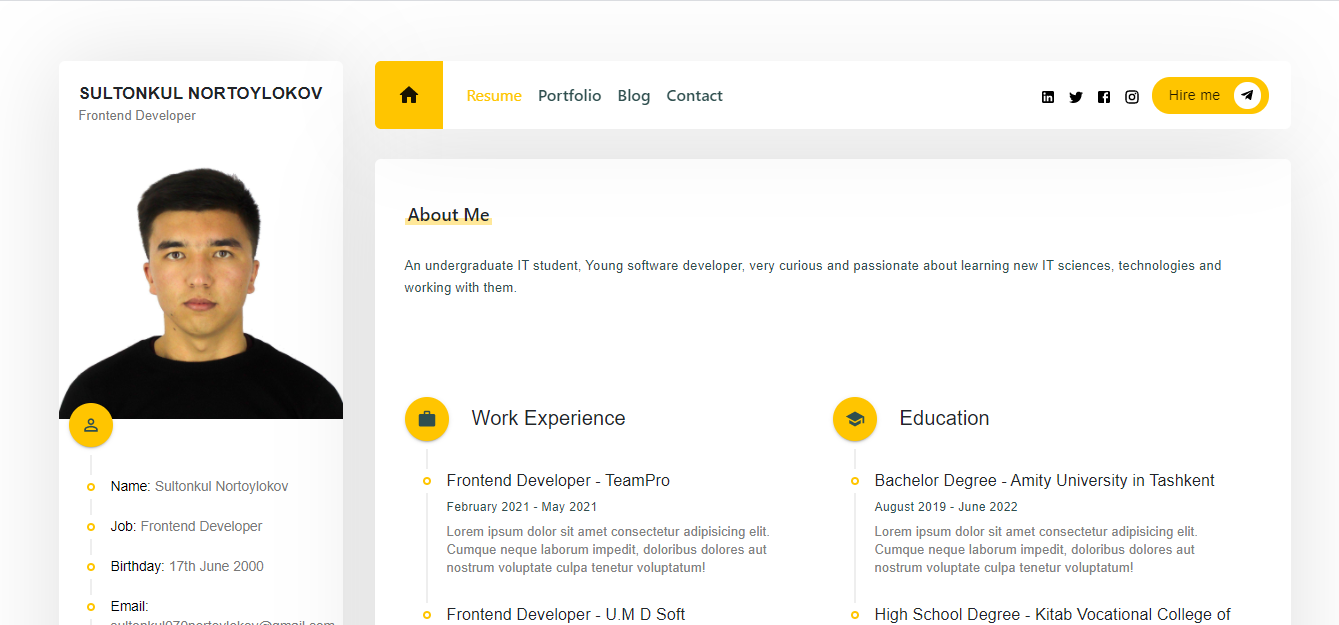 SULTONKUL NORTOYLOKOV
Frontend Developer
Resume Portfolio Blog Contact
Hire me
About Me
An undergraduate IT student, Young software developer, very curious and passionate about learning new IT sciences, technologies and
working with them.
Name: Sultonkul Nortoylokov
Job: Frontend Developer
Birthday: 17th June 2000
Email:
Work Experience
Frontend Developer - TeamPro
February 2021 - May 2021
Lorem ipsum dolor sit amet consectetur adipisicing elit.
Cumque neque laborum impedit, doloribus dolores aut
nostrum voluptate culpa tenetur voluptatum!
Frontend Developer - U.M D Soft
Education
Bachelor Degree - Amity University in Tashkent
August 2019 - June 2022
Lorem ipsum dolor sit amet consectetur adipisicing elit.
Cumque neque laborum impedit, doloribus dolores aut
nostrum voluptate culpa tenetur voluptatum!
High School Degree - Kitab Vocational College of